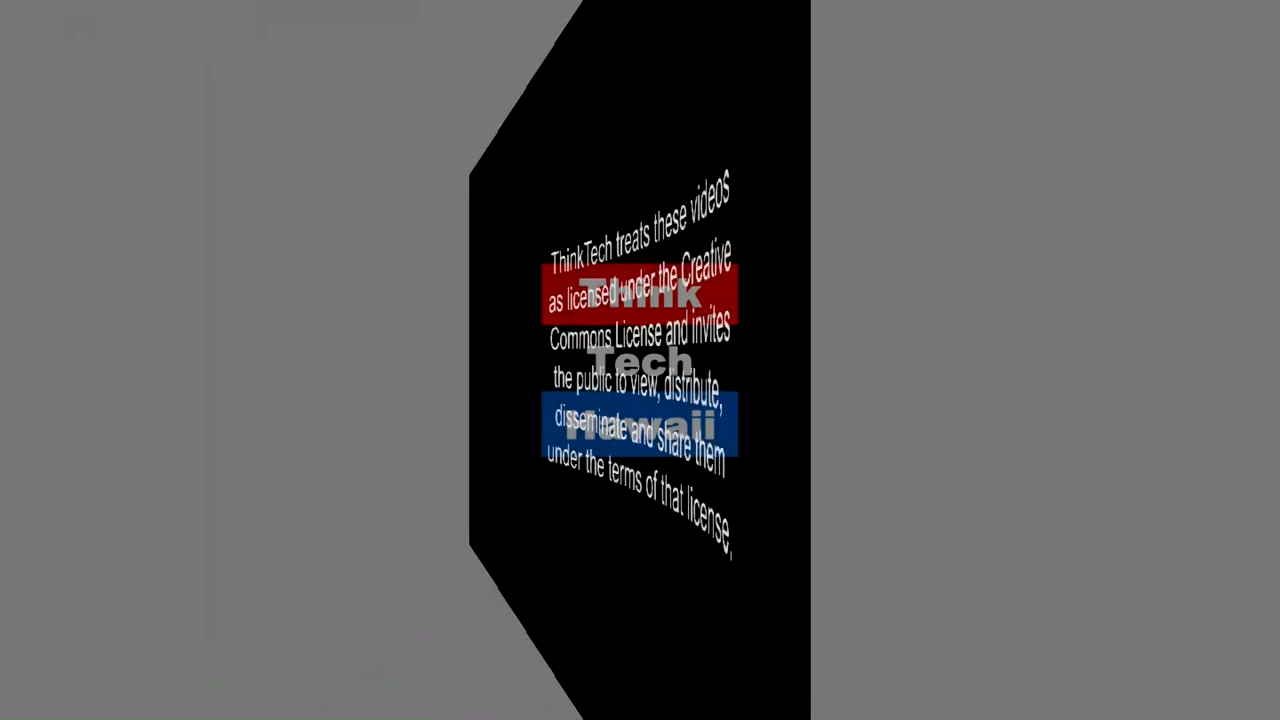 ThinkTech treats these videos
as licensed under the Creative
Commons License and invites
the public to view, distribute,
disseminate and share them
under the terms of that license.
Think
Tech
Hawaii